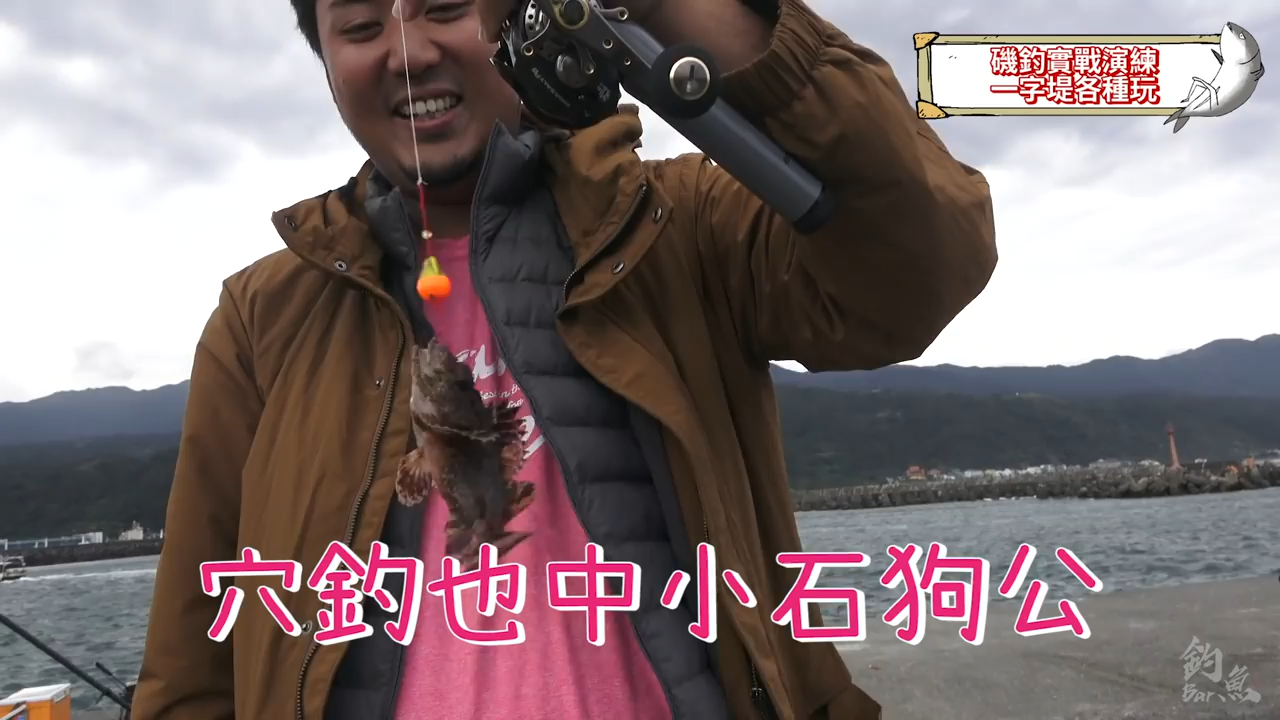 磯釣實戰演練
一字堤各種玩
穴釣也中小石狗公
釣魚
Bar